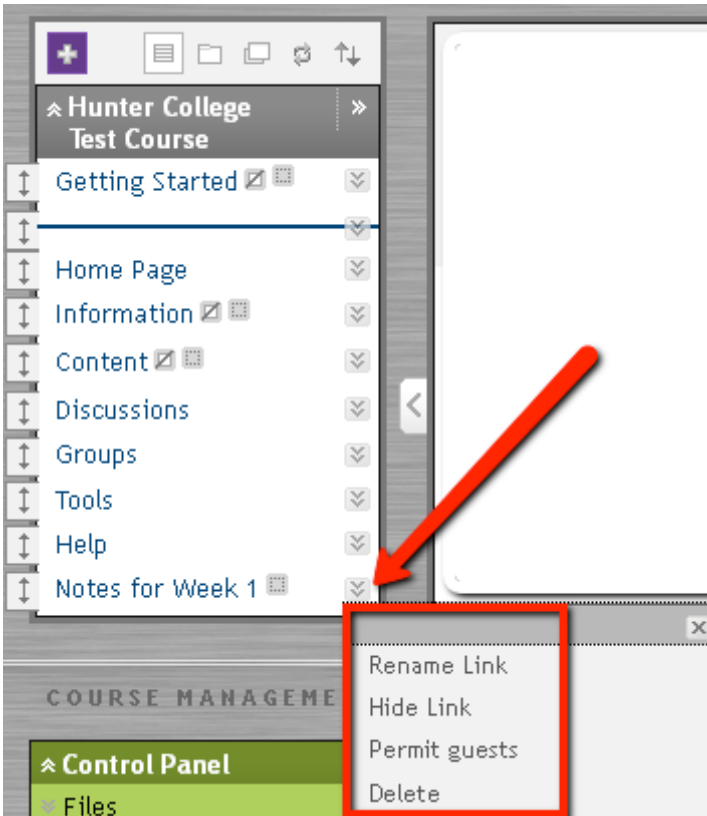 Hunter College
Test Course
Getting Started
Home Page
Information
Content
Discussions
Groups
Tools
Help
Notes for Week 1
Rename Link
Hide Link
Permit guests
Delete
COURSE MANAGEME
Control Panel
Files